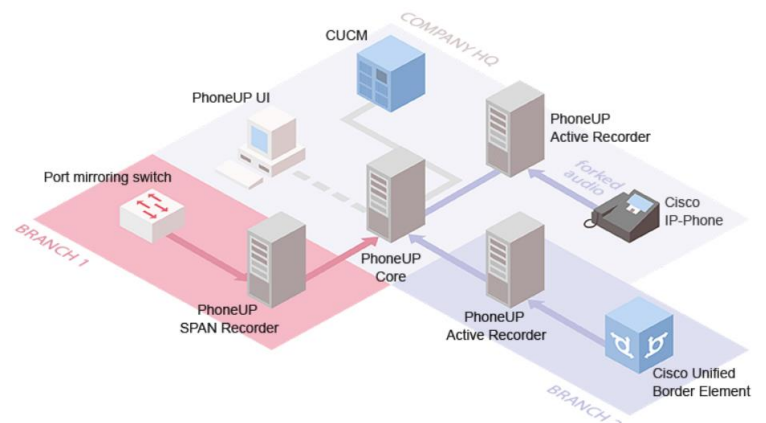 CUCM
COMPANY HQ
PhoneUP UI
PhoneUP
Active Recorder
Port mirroring switch
forked
audio
Cisco
IP-Phone
BRANCH 1
PhoneUP
Core
PhoneUP
SPAN Recorder
PhoneUP
Active Recorder
Cisco Unified
Border Element
BRANCH